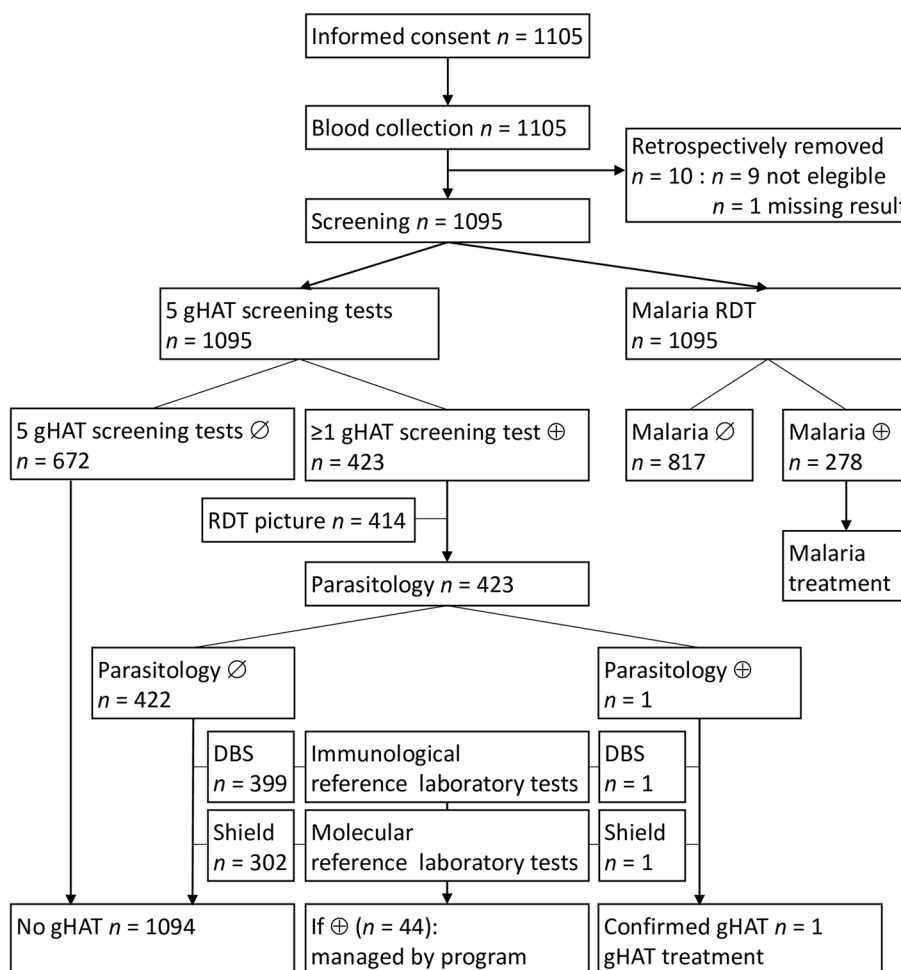 Informed consent n = 1105
Blood collection n = 1105
Retrospectively removed
n = 10 : n = 9 not elegible
n = 1 missing result
Screening n = 1095
5 gHAT screening tests
n = 1095
Malaria RDT
n = 1095
5 gHAT screening tests ∅
n = 672
≥1 gHAT screening test ⊕
n = 423
Malaria ∅
n = 817
Malaria ⊕
n = 278
RDT picture n = 414
Malaria
treatment
Parasitology n = 423
Parasitology ∅
n = 422
Parasitology ⊕
n = 1
DBS
n = 399
Immunological
reference laboratory tests
DBS
n = 1
Shield
n = 302
Molecular
reference laboratory tests
Shield
n = 1
No gHAT n = 1094
If ⊕ (n = 44):
managed by program
Confirmed gHAT n = 1
gHAT treatment